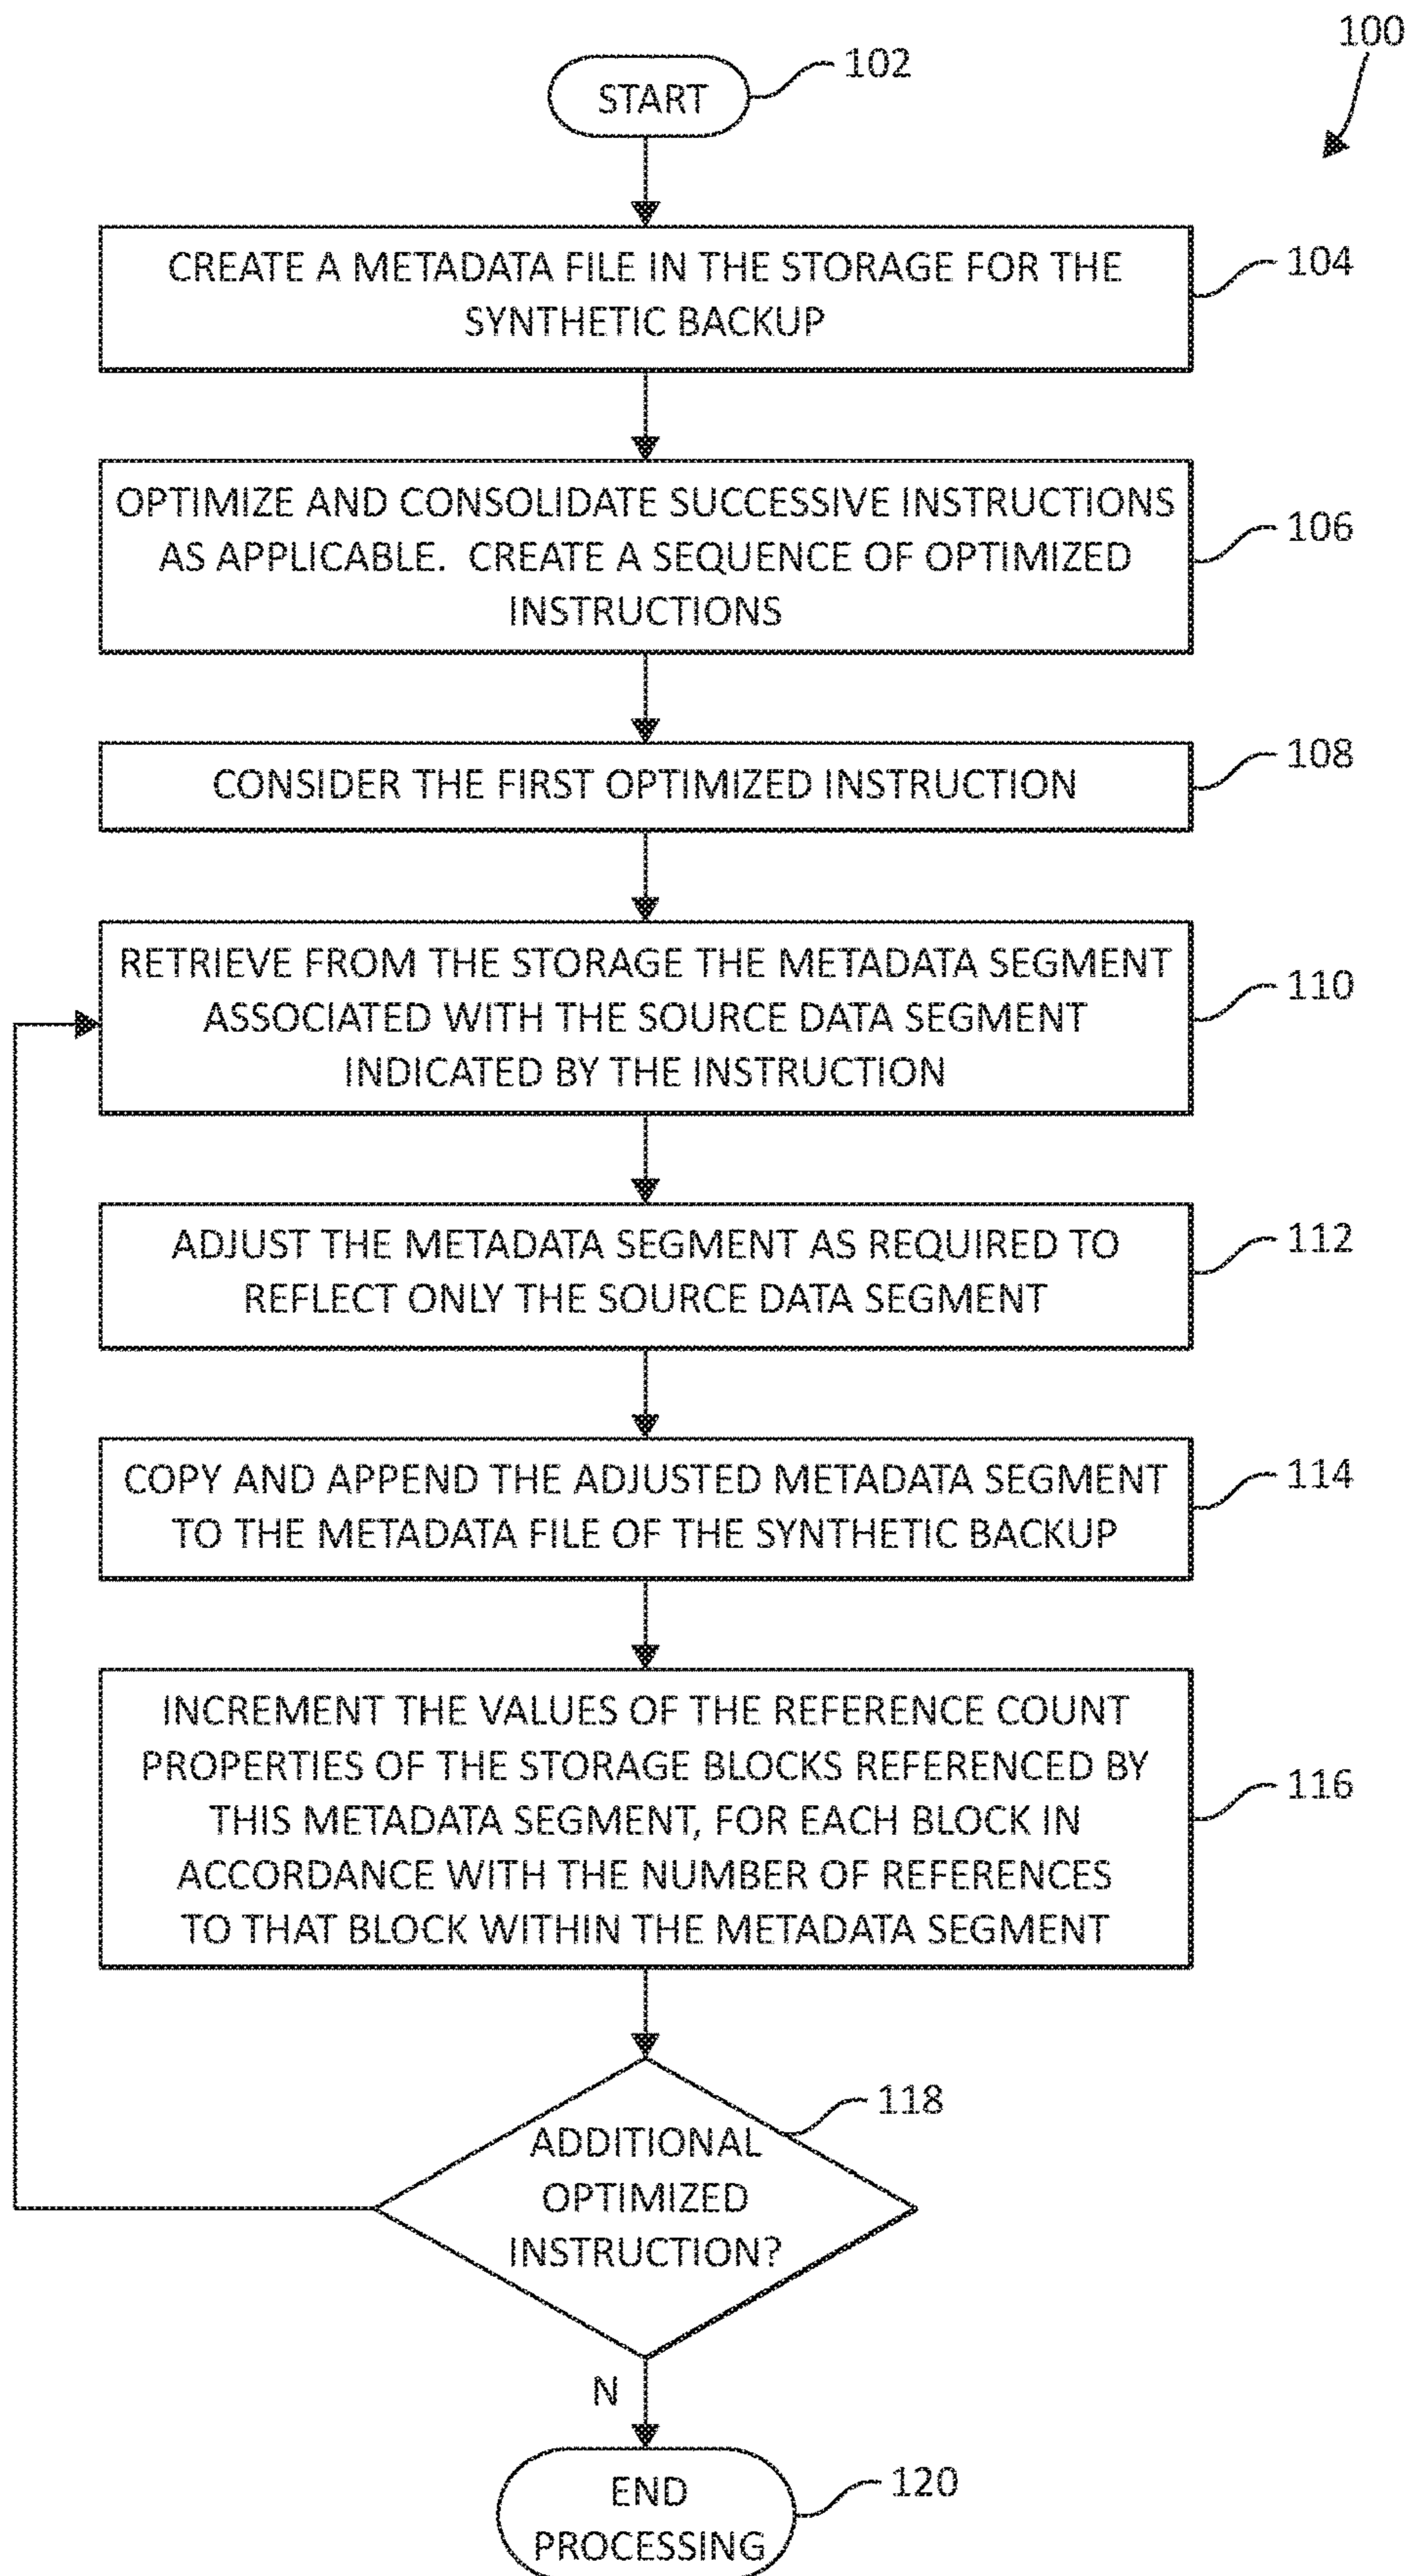 100
START
102
CREATE A METADATA FILE IN THE STORAGE FOR THE
SYNTHETIC BACKUP
104
OPTIMIZE AND CONSOLIDATE SUCCESSIVE INSTRUCTIONS
AS APPLICABLE. CREATE A SEQUENCE OF OPTIMIZED
INSTRUCTIONS
106
CONSIDER THE FIRST OPTIMIZED INSTRUCTION
108
RETRIEVE FROM THE STORAGE THE METADATA SEGMENT
ASSOCIATED WITH THE SOURCE DATA SEGMENT
INDICATED BY THE INSTRUCTION
110
ADJUST THE METADATA SEGMENT AS REQUIRED TO
REFLECT ONLY THE SOURCE DATA SEGMENT
112
COPY AND APPEND THE ADJUSTED METADATA SEGMENT
TO THE METADATA FILE OF THE SYNTHETIC BACKUP
114
INCREMENT THE VALUES OF THE REFERENCE COUNT
PROPERTIES OF THE STORAGE BLOCKS REFERENCED BY
THIS METADATA SEGMENT, FOR EACH BLOCK IN
ACCORDANCE WITH THE NUMBER OF REFERENCES
TO THAT BLOCK WITHIN THE METADATA SEGMENT
116
ADDITIONAL
OPTIMIZED
INSTRUCTION?
118
N
END
PROCESSING
120